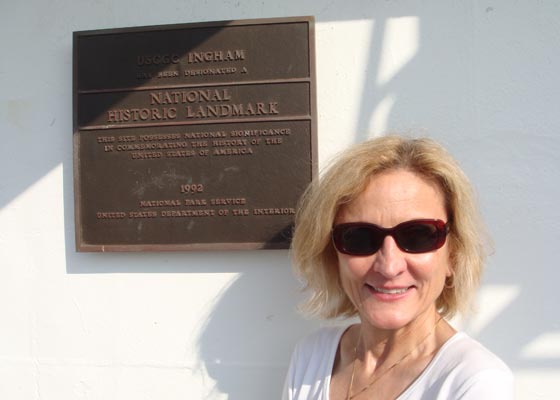 USCGC INGHAM
HAS BEEN DESIGNATED A
NATIONAL
HISTORIC LANDMARK
THIS SITE POSSESSES NATIONAL SIGNIFICANCE
IN COMMEMORATING THE HISTORY OF THE
UNITED STATES OF AMERICA
1992
NATIONAL PARK SERVICE
UNITED STATES DEPARTMENT OF THE INTERIOR